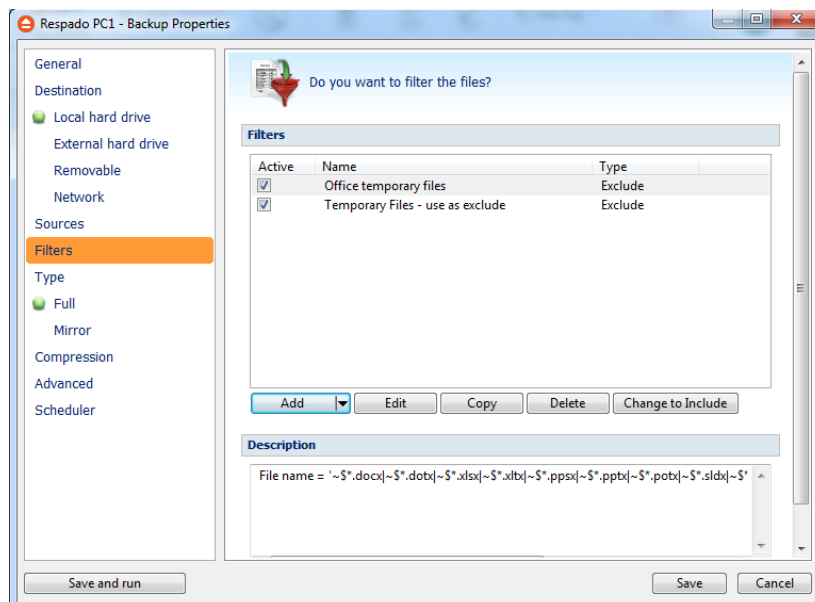 Respado PC1 - Backup Properties
General
Destination
Local hard drive
External hard drive
Removable
Network
Sources
Filters
Type
Full
Mirror
Compression
Advanced
Scheduler
Do you want to filter the files?
Filters
Active Name Type
Office temporary files Exclude
Temporary Files - use as exclude Exclude
Add Edit Copy Delete Change to Include
Description
File name = '~$*.docx|~$*.dotx|~$*.xlsx|~$*.xltx|~$*.ppsx|~$*.pptx|~$*.potx|~$*.sldx|~$*
Save and run Save Cancel